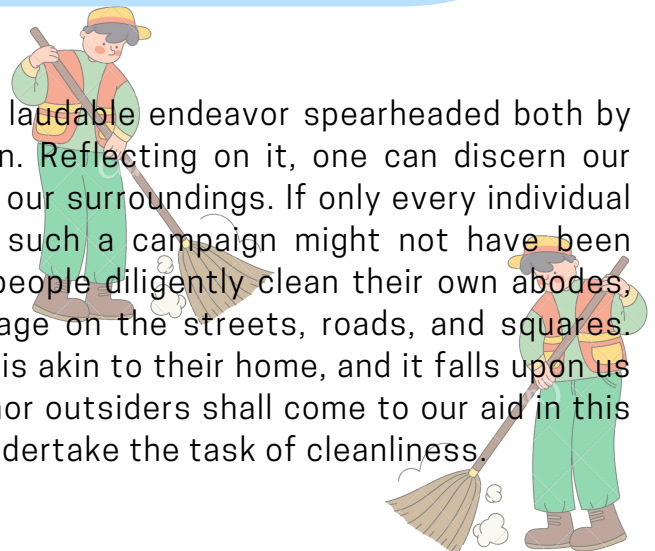 laudable endeavor spearheaded both by
n. Reflecting on it, one can discern our
our surroundings. If only every individual
such a campaign might not have been
people diligently clean their own abodes,
age on the streets, roads, and squares.
is akin to their home, and it falls upon us
nor outsiders shall come to our aid in this
dertake the task of cleanliness.